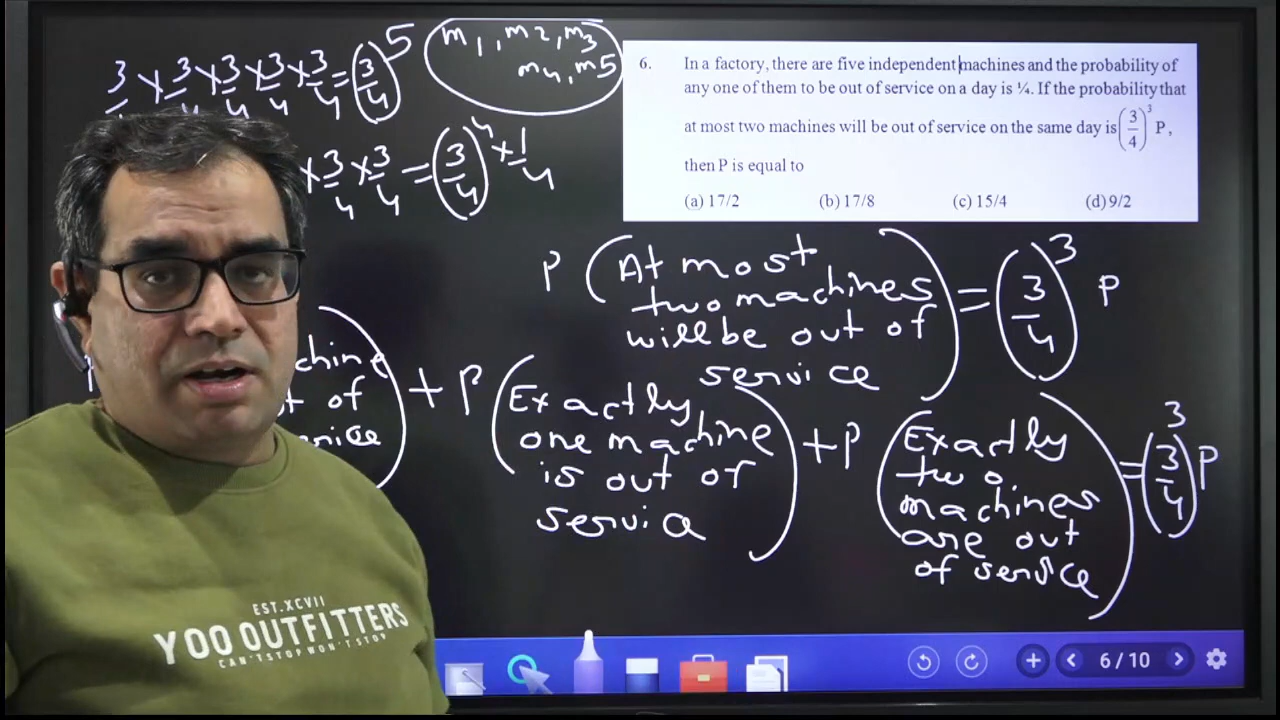 3/4 × 3/4 × 3/4 × 3/4 × 3/4 = (3/4)^5
m1, m2, m3
m4, m5
× 3/4 × 3/4 = (3/4)^4 × 1/4
6. In a factory, there are five independent machines and the probability of
any one of them to be out of service on a day is ¼. If the probability that
at most two machines will be out of service on the same day is (3/4)^3 P,
then P is equal to
(a) 17/2 (b) 17/8 (c) 15/4 (d) 9/2
P (At most
two machines
will be out of
service) = (3/4)^3 P
of
+ P (Exactly
one machine
is out of
servic
+ P (Exactly
two
machines
are out
of service) = (3/4)^3 P
EST.XCVII
YOO OUTFITTERS
CAN'T STOP WON'T STOP
6 / 10